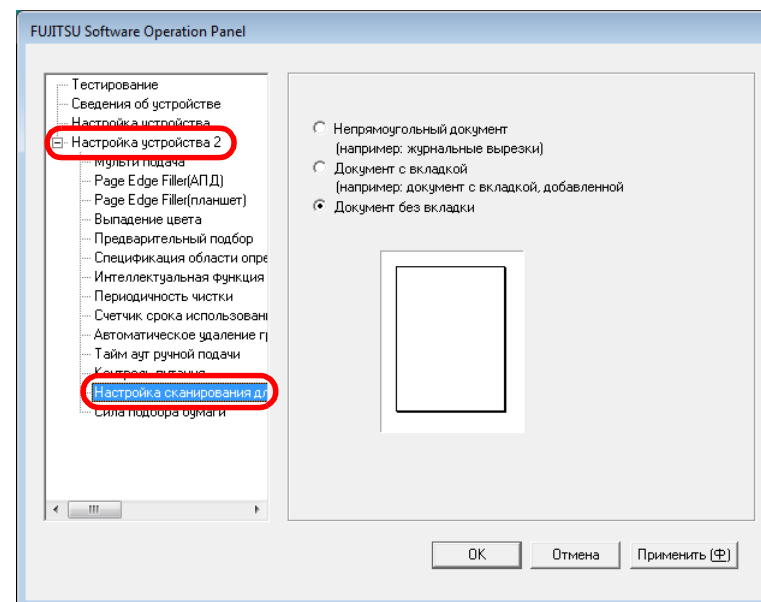 FUJITSU Software Operation Panel
Тестирование
Сведения об устройстве
Настройка устройства
Настройка устройства 2
Мульти подача
Page Edge Filler(АПД)
Page Edge Filler(планшет)
Выпадение цвета
Предварительный подбор
Спецификация области опре
Интеллектуальная функция
Периодичность чистки
Счетчик срока использовани
Автоматическое удаление гр
Тайм аут ручной подачи
Контроль питания
Настройка сканирования дл
Сила подбора бумаги
Непрямоугольный документ
(например: журнальные вырезки)
Документ с вкладкой
(например: документ с вкладкой, добавленной
Документ без вкладки
OK
Отмена
Применить (Ф)